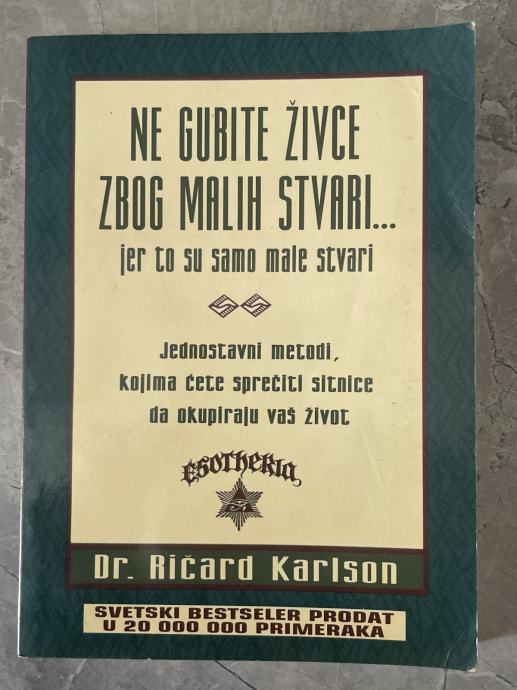 NE GUBITE ŽIVCE
ZBOG MALIH STVARI...
jer to su samo male stvari
Jednostavni metodi,
kojima ćete sprečiti sitnice
da okupiraju vaš život
Esothekia
Dr. Ričard Karlson
SVETSKI BESTSELER PRODAT
U 20 000 000 PRIMERAKA